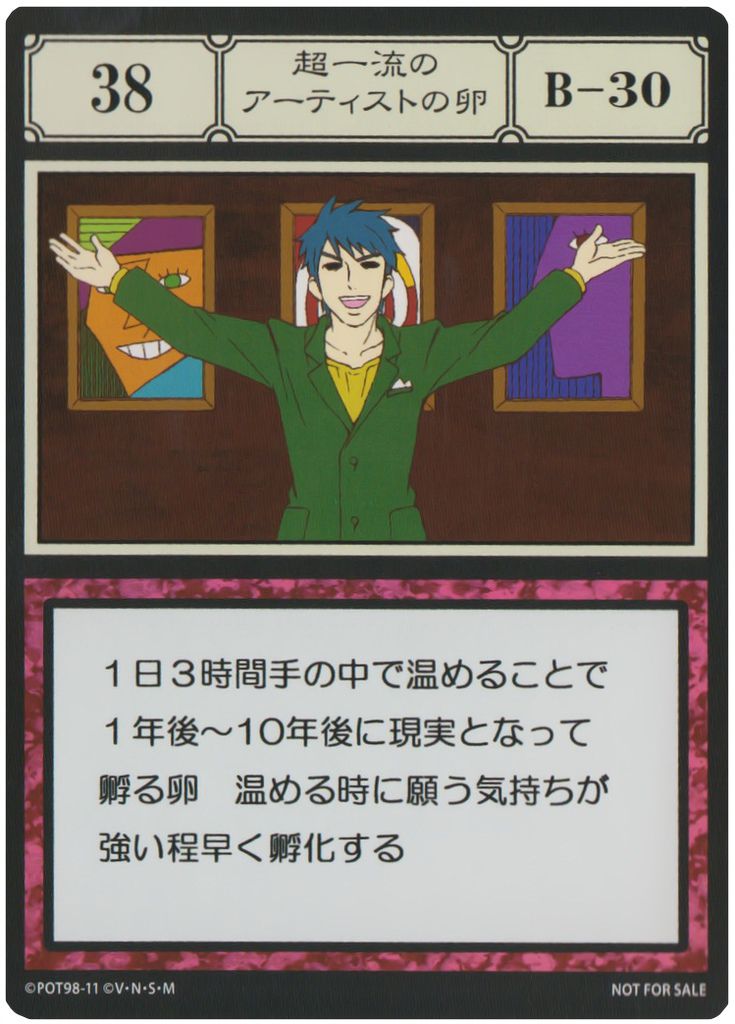 38
超一流の
アーティストの卵
B-30
1日3時間手の中で温めることで
1年後～10年後に現実となって
孵る卵　温める時に願う気持ちが
強い程早く孵化する
©POT98-11 ©V・N・S・M
NOT FOR SALE